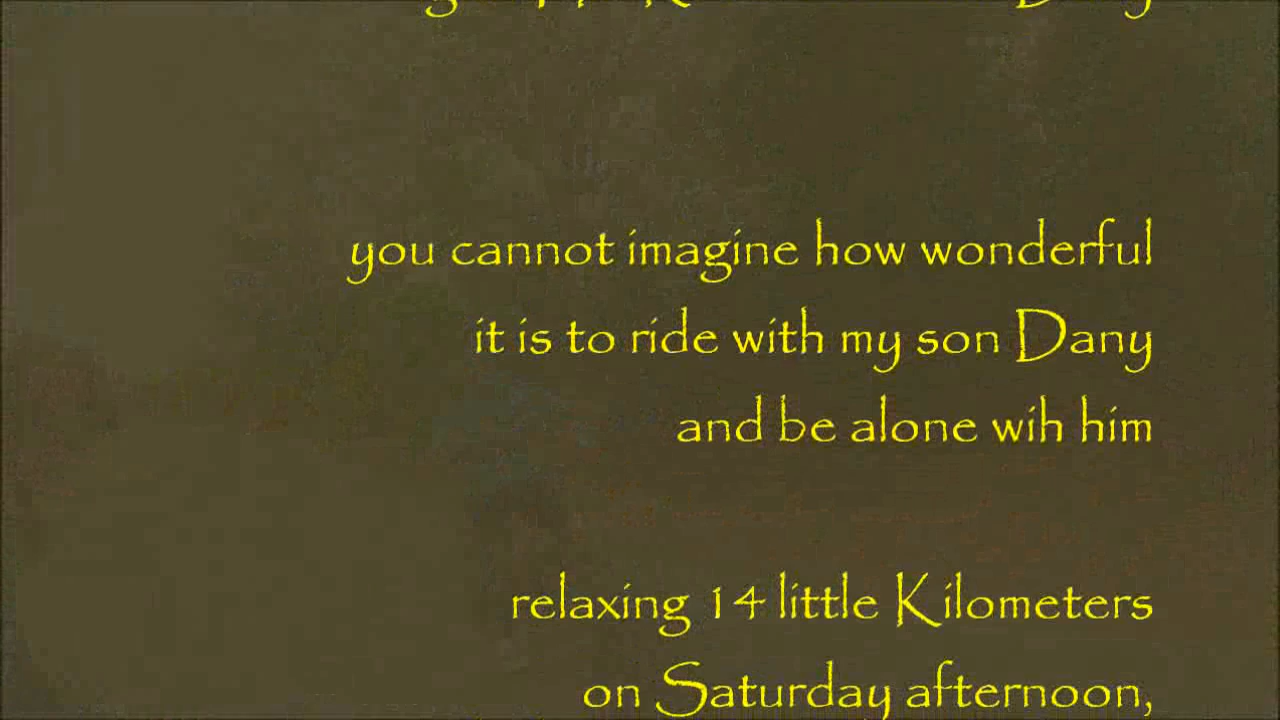 you cannot imagine how wonderful
it is to ride with my son Dany
and be alone wih him
relaxing 14 little Kilometers
on Saturday afternoon,